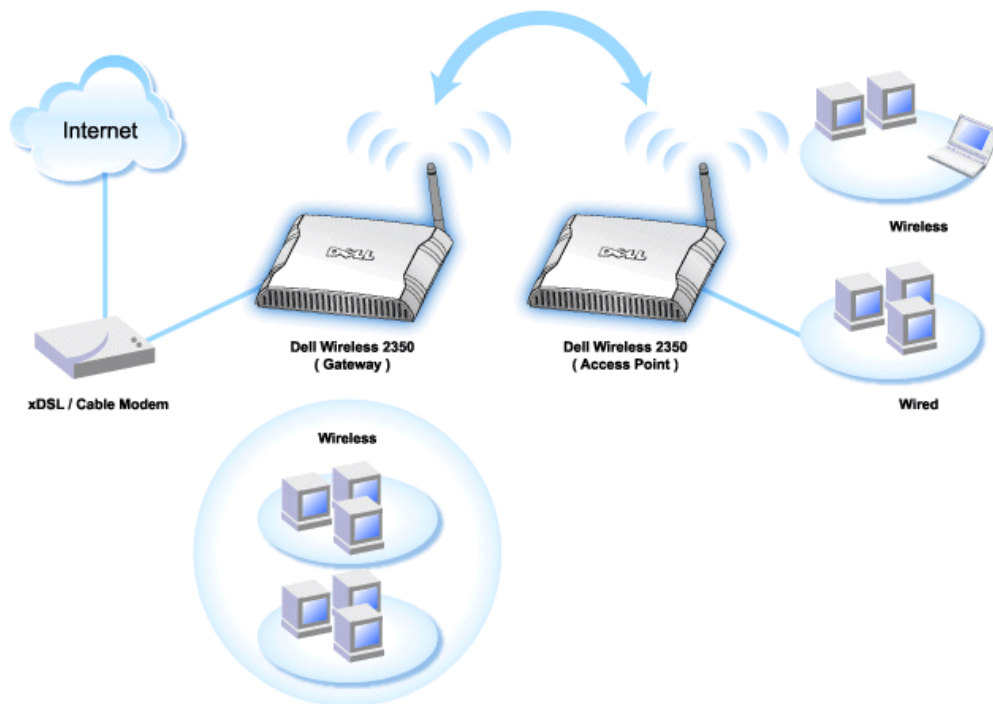 Internet
DELL
DELL
Dell Wireless 2350
( Gateway )
Dell Wireless 2350
( Access Point )
Wireless
xDSL / Cable Modem
Wired
Wireless